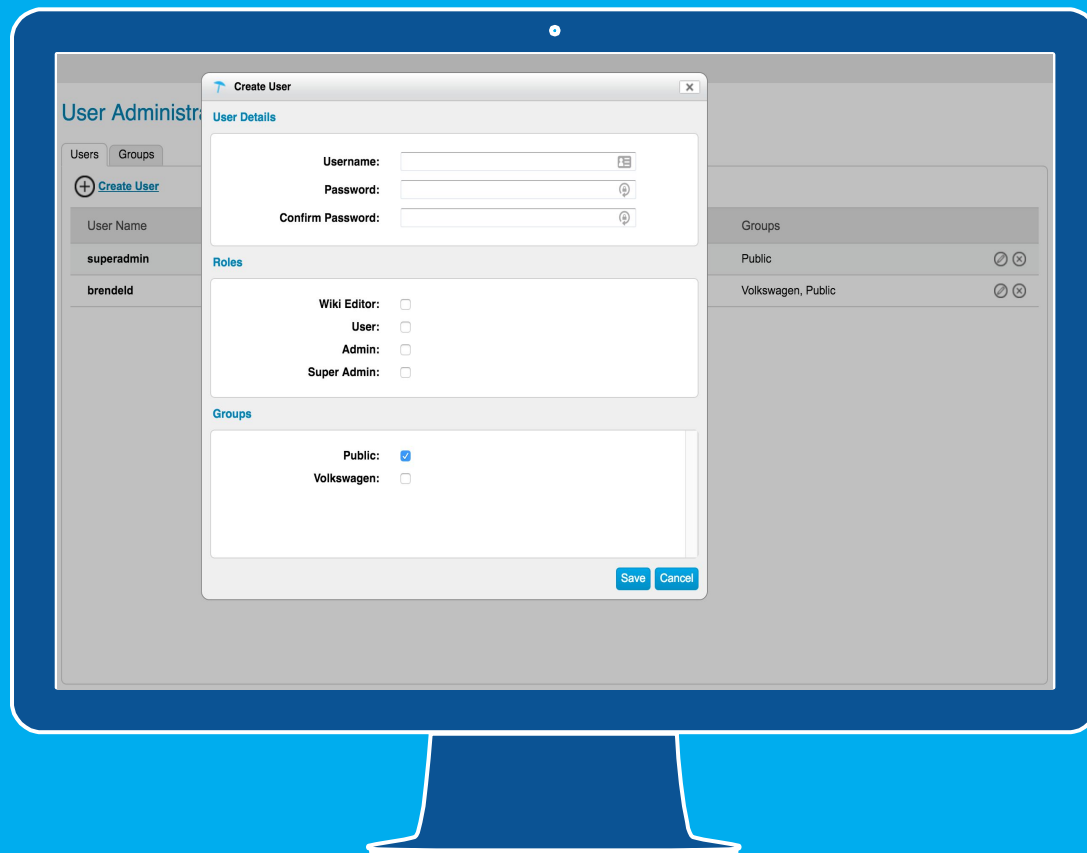 Create User
User Administra
User Details
Users
Groups
Username:
Create User
Password:
Confirm Password:
User Name
Groups
superadmin
Public
Roles
brendeld
Volkswagen, Public
Wiki Editor:
User:
Admin:
Super Admin:
Groups
Public:
Volkswagen:
Save
Cancel